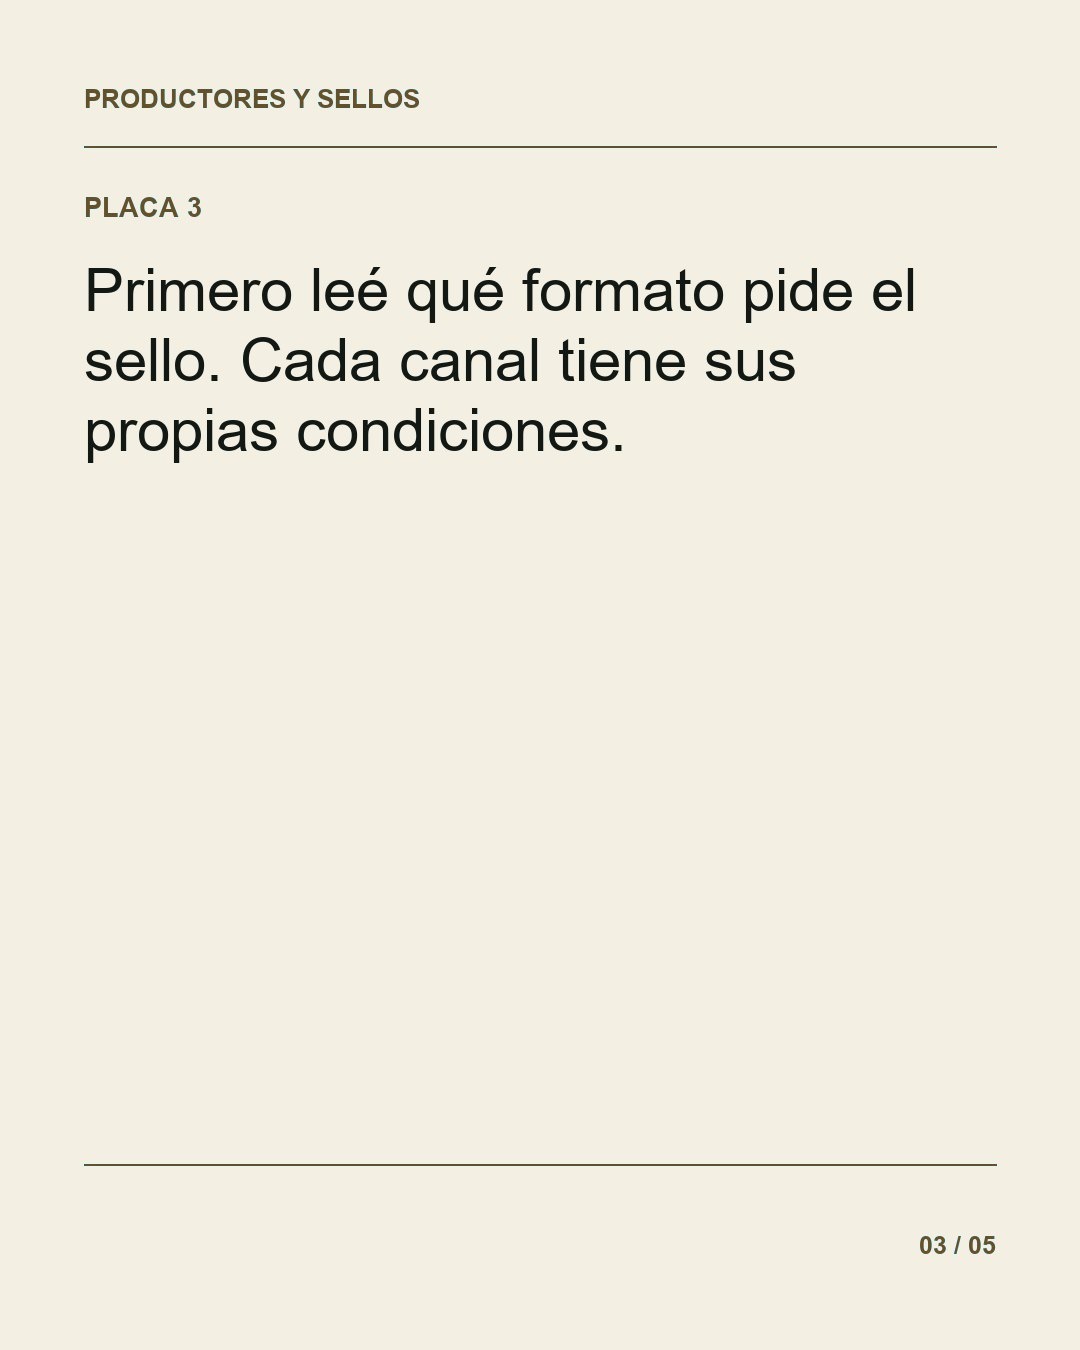 PRODUCTORES Y SELLOS
PLACA 3
Primero leé qué formato pide el
sello. Cada canal tiene sus
propias condiciones.
03 / 05